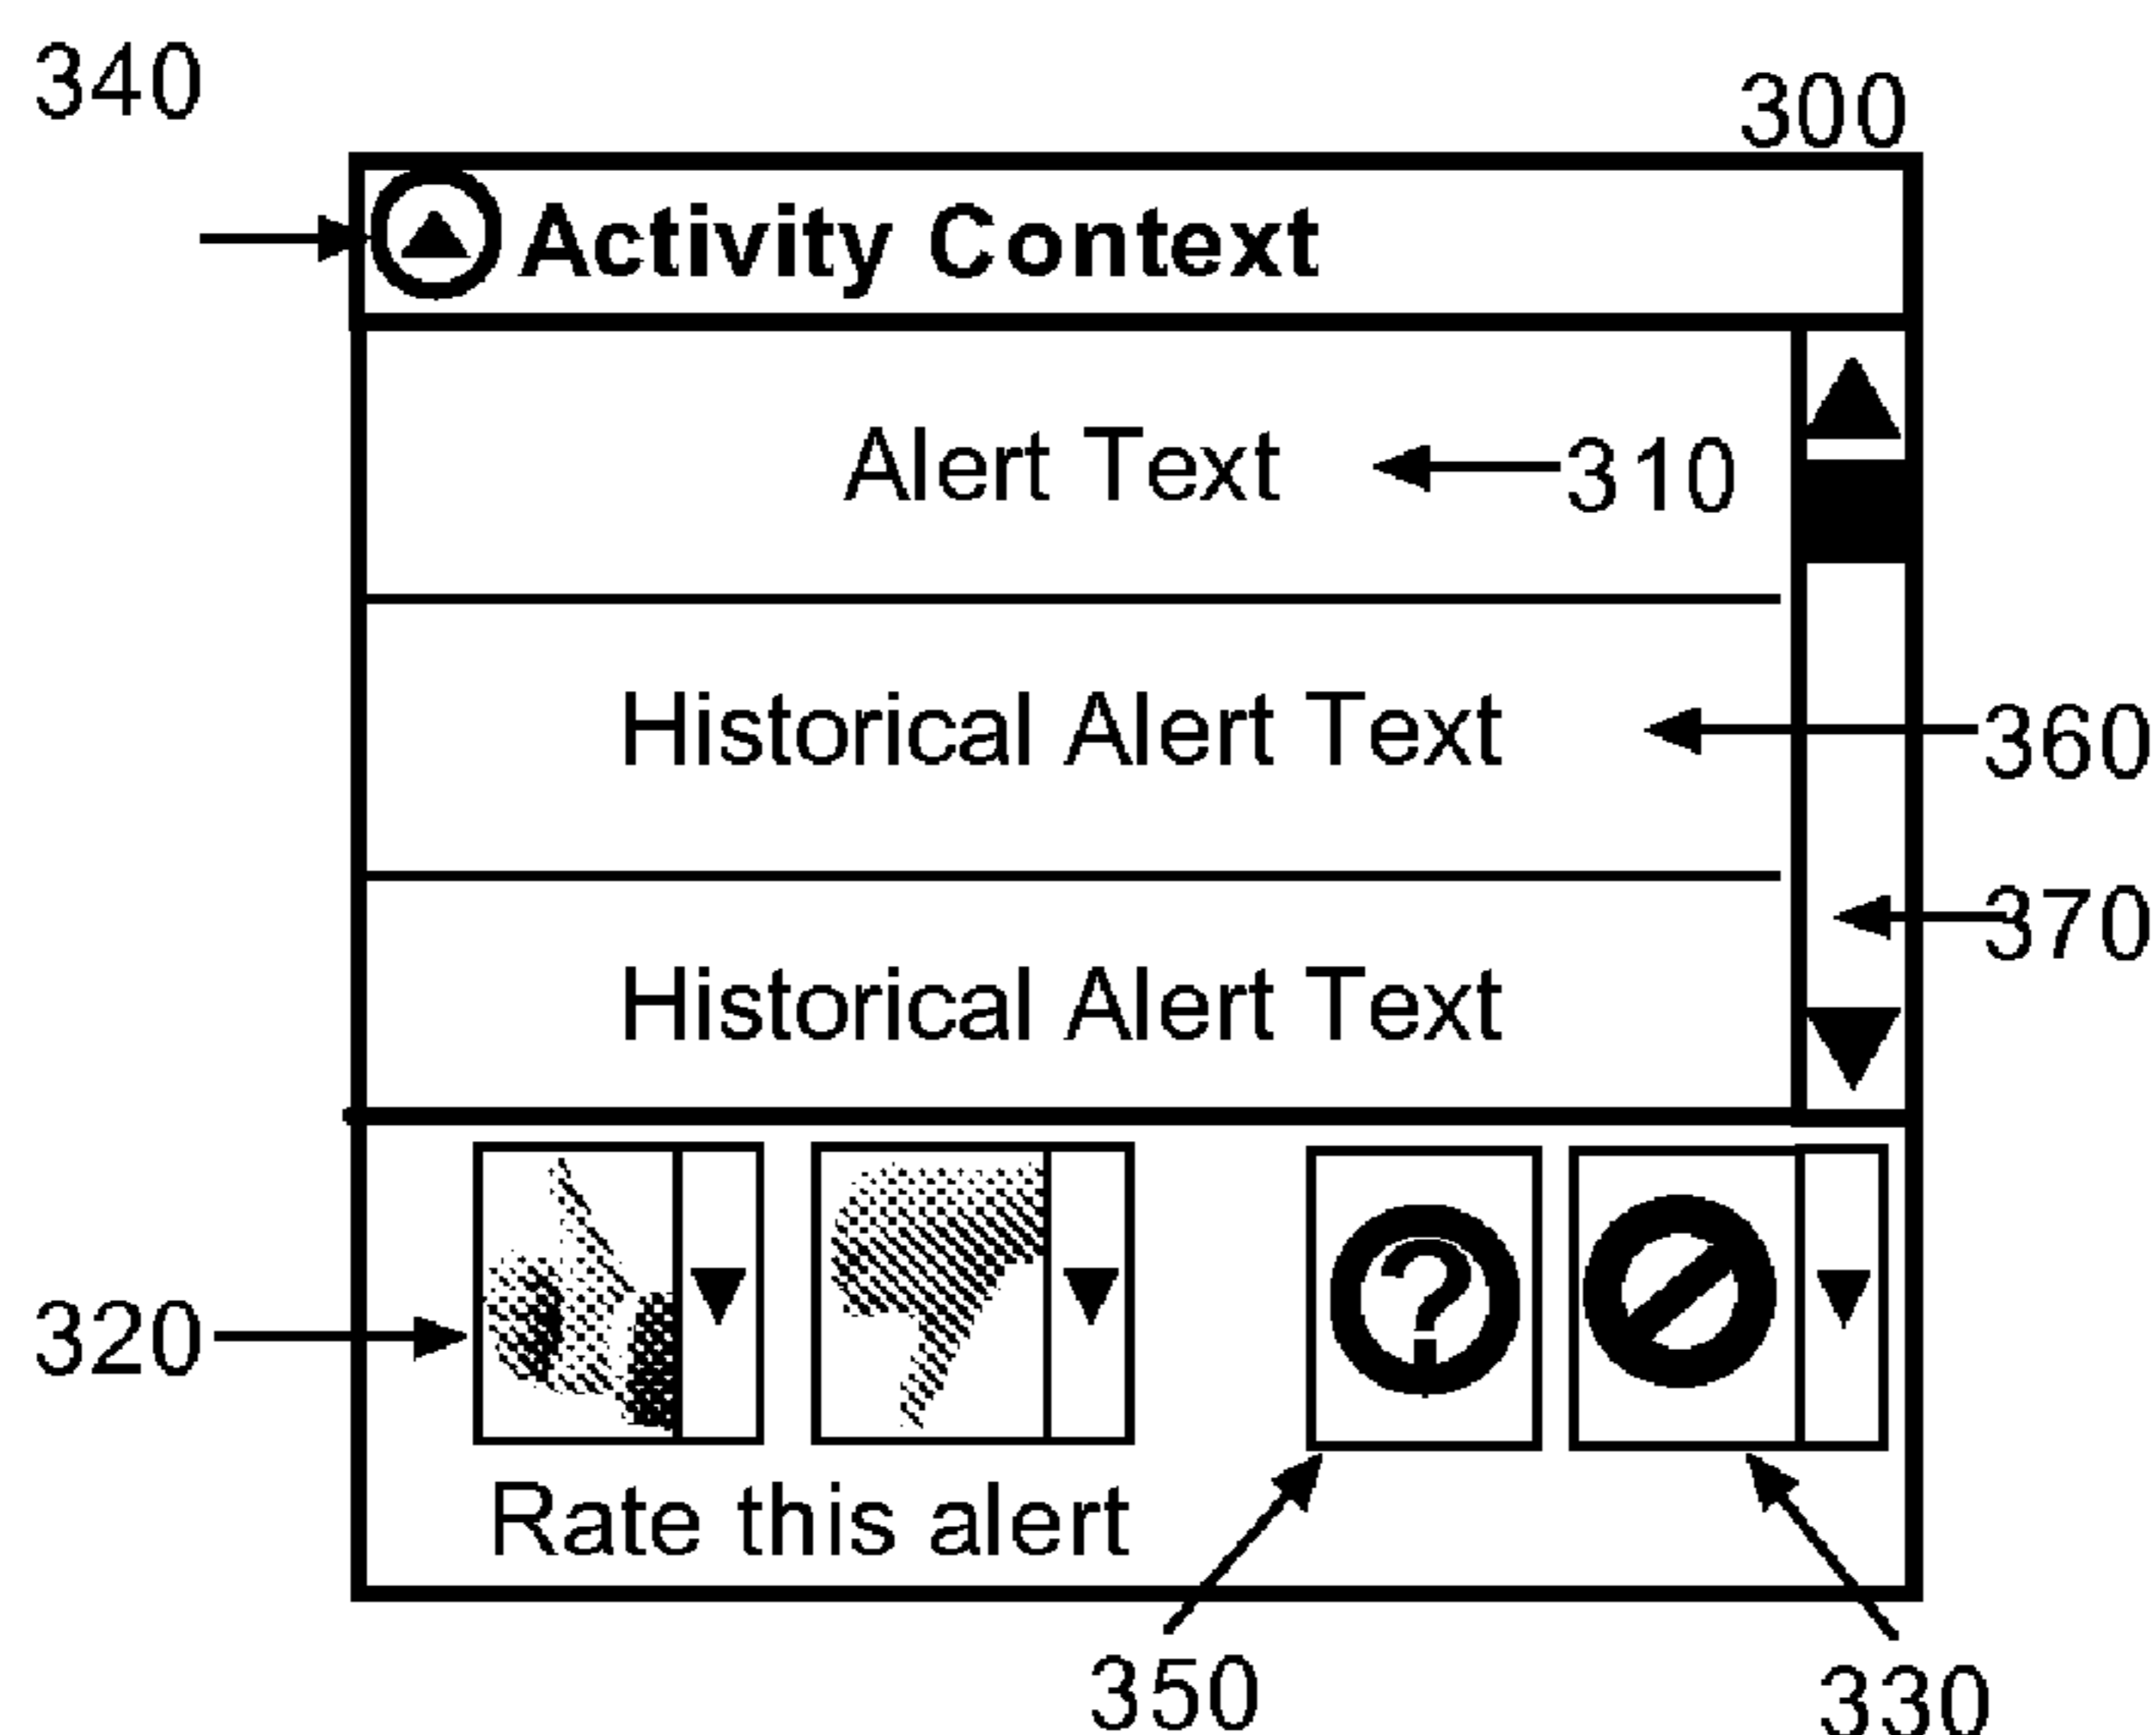 340
300
Activity Context
Alert Text
310
Historical Alert Text
360
370
Historical Alert Text
?
320
Rate this alert
350
330